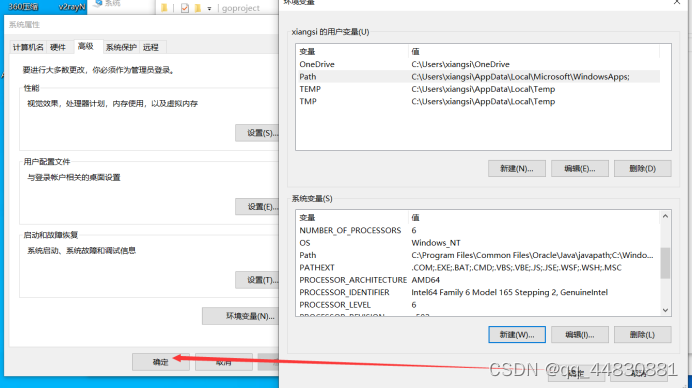 360压缩 v2rayN 系统 goproject
系统属性
计算机名 硬件 高级 系统保护 远程
要进行大多数更改，你必须作为管理员登录。
性能
视觉效果，处理器计划，内存使用，以及虚拟内存
设置(S)...
用户配置文件
与登录帐户相关的桌面设置
设置(E)...
启动和故障恢复
系统启动、系统故障和调试信息
设置(T)...
环境变量(N)...
确定 取消
环境变量
xiangsi 的用户变量(U)
变量 值
OneDrive C:\Users\xiangsi\OneDrive
Path C:\Users\xiangsi\AppData\Local\Microsoft\WindowsApps;
TEMP C:\Users\xiangsi\AppData\Local\Temp
TMP C:\Users\xiangsi\AppData\Local\Temp
新建(N)... 编辑(E)... 删除(D)
系统变量(S)
变量 值
NUMBER_OF_PROCESSORS 6
OS Windows_NT
Path C:\Program Files\Common Files\Oracle\Java\javapath;C:\Windo...
PATHEXT .COM;.EXE;.BAT;.CMD;.VBS;.VBE;.JS;.JSE;.WSF;.WSH;.MSC
PROCESSOR_ARCHITECTURE AMD64
PROCESSOR_IDENTIFIER Intel64 Family 6 Model 165 Stepping 2, GenuineIntel
PROCESSOR_LEVEL 6
新建(W)... 编辑(I)... 删除(L)
确定 取消
CSDN @qq_44830881